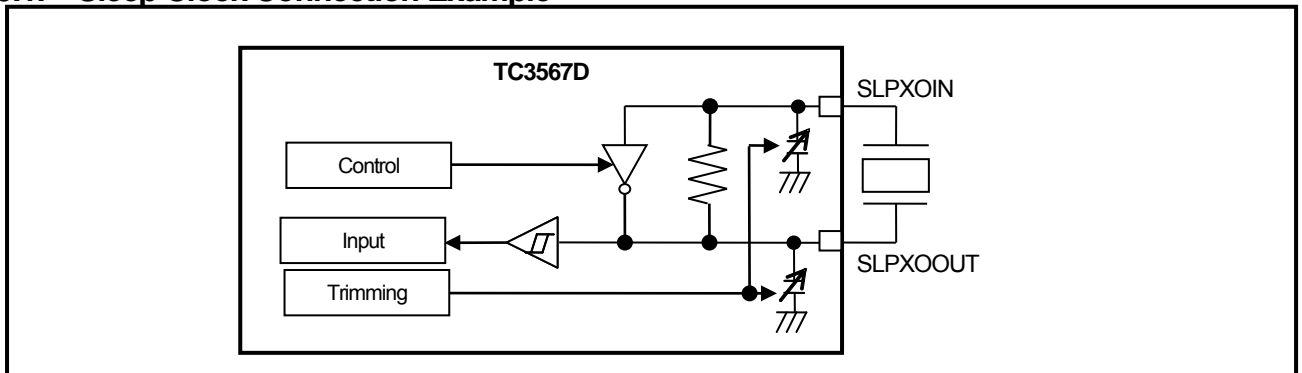 Sleep Clock Connection Example
TC3567D
SLPXOIN
Control
Input
SLPXOOUT
Trimming